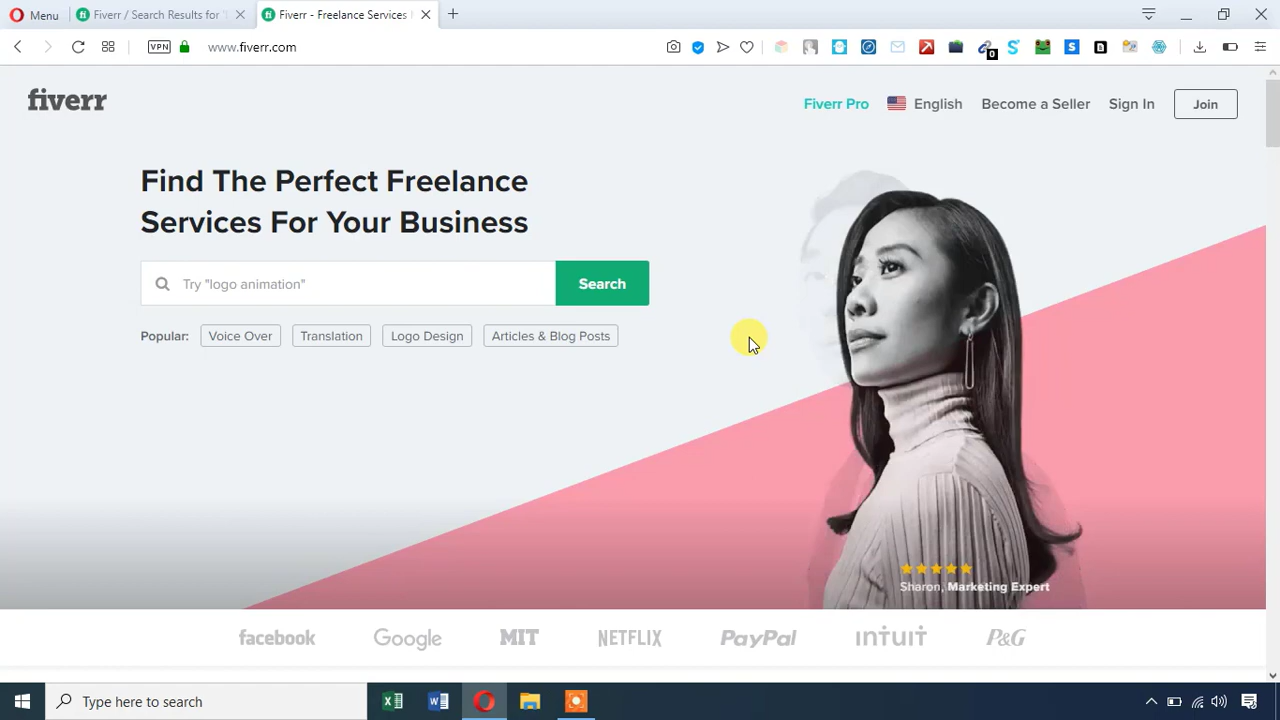 Menu
Fiverr / Search Results for '
Fiverr - Freelance Services
VPN
www.fiverr.com
0
fiverr
Fiverr Pro
English
Become a Seller
Sign In
Join
Find The Perfect Freelance
Services For Your Business
Try "logo animation"
Search
Popular:
Voice Over
Translation
Logo Design
Articles & Blog Posts
Sharon, Marketing Expert
facebook
Google
MIT
NETFLIX
PayPal
intuit
P&G
Type here to search